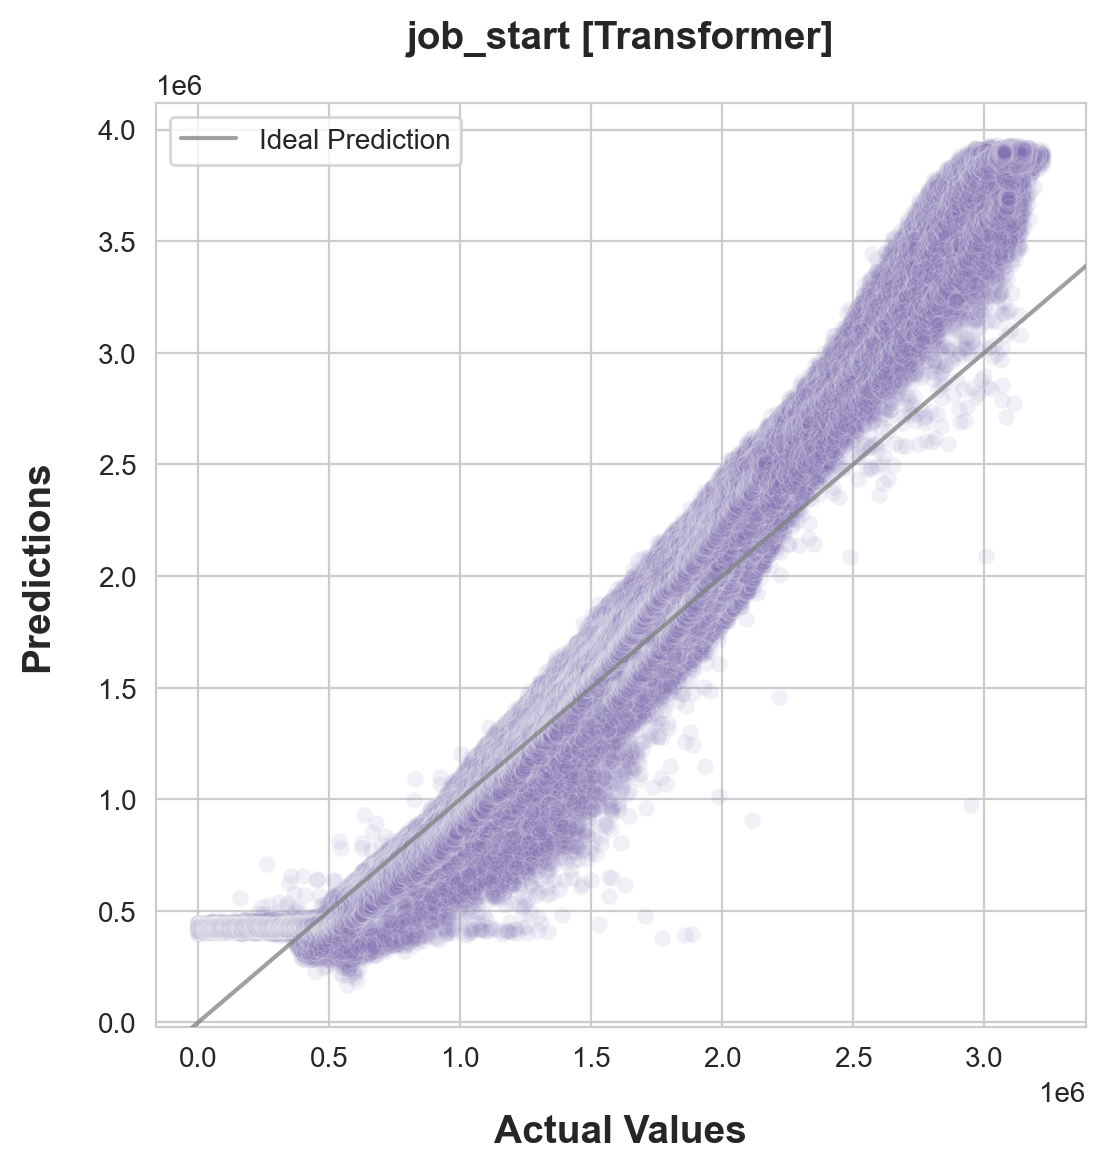 job_start [Transformer]
1e6
Ideal Prediction
4.0
3.5
3.0
2.5
2.0
1.5
1.0
0.5
0.0
Predictions
0.0 0.5 1.0 1.5 2.0 2.5 3.0
1e6
Actual Values